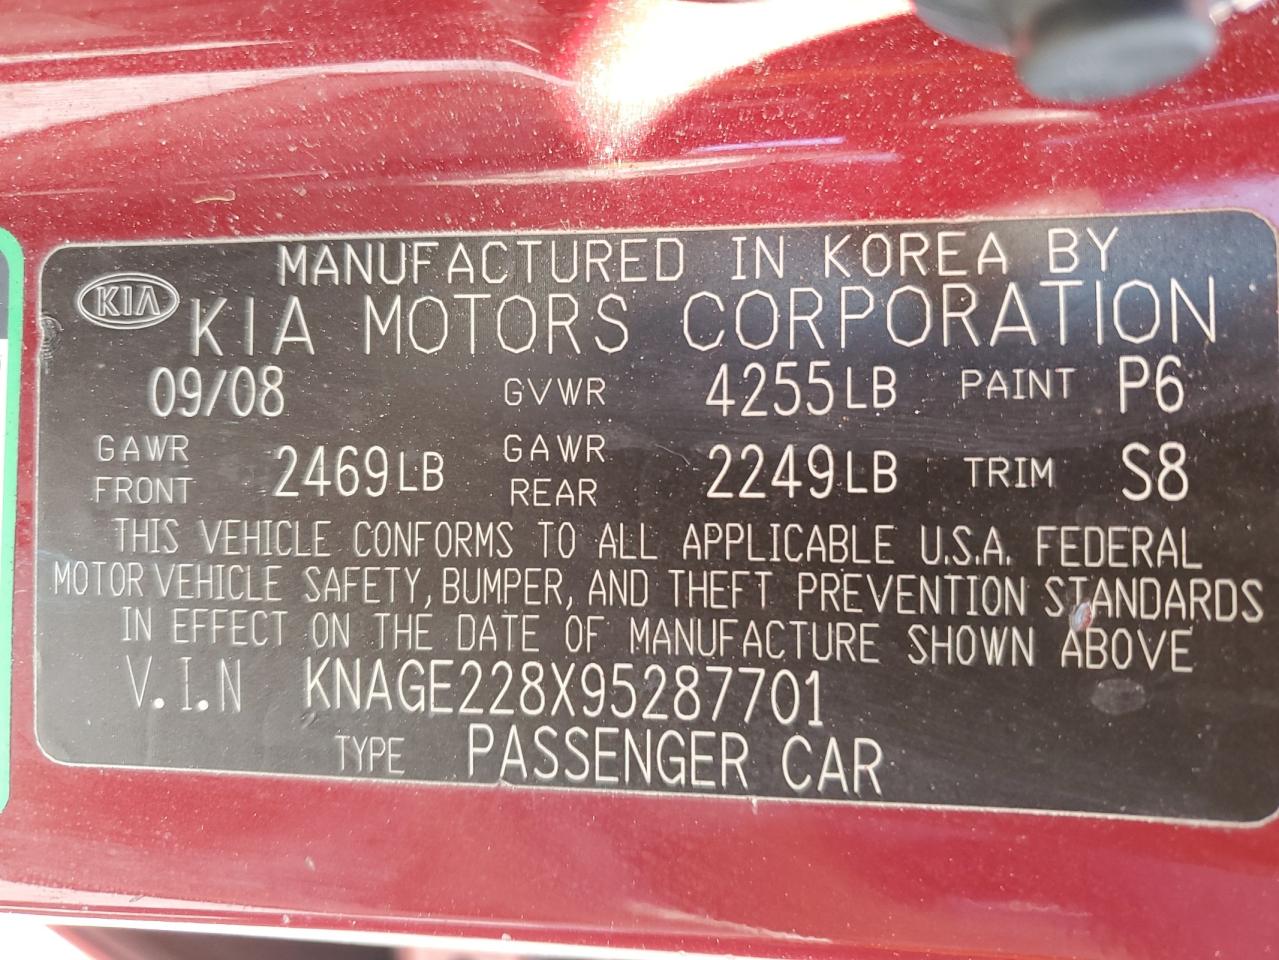 MANUFACTURED IN KOREA BY
KIA KIA MOTORS CORPORATION
09/08 GVWR 4255LB PAINT P6
GAWR FRONT 2469LB GAWR REAR 2249LB TRIM S8
THIS VEHICLE CONFORMS TO ALL APPLICABLE U.S.A. FEDERAL
MOTOR VEHICLE SAFETY, BUMPER, AND THEFT PREVENTION STANDARDS
IN EFFECT ON THE DATE OF MANUFACTURE SHOWN ABOVE
V.I.N KNAGE228X95287701
TYPE PASSENGER CAR